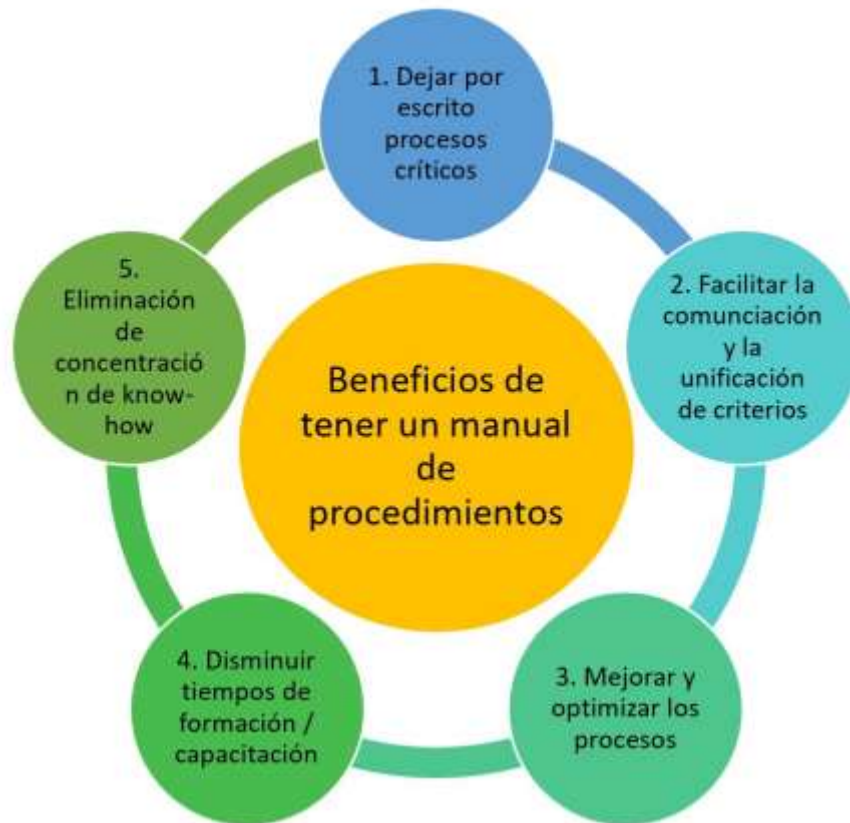 1. Dejar por
escrito
procesos
críticos
2. Facilitar la
comunciación
y la
unificación
de criterios
3. Mejorar y
optimizar los
procesos
4. Disminuir
tiempos de
formación /
capacitación
5.
Eliminación
de
concentració
n de know-
how
Beneficios de
tener un manual
de
procedimientos